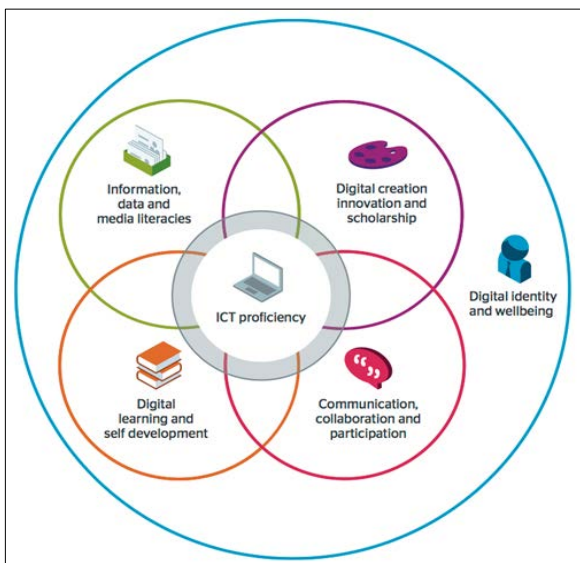 Information,
data and
media literacies
Digital creation
innovation and
scholarship
Digital identity
and wellbeing
ICT proficiency
Digital
learning and
self development
Communication,
collaboration and
participation